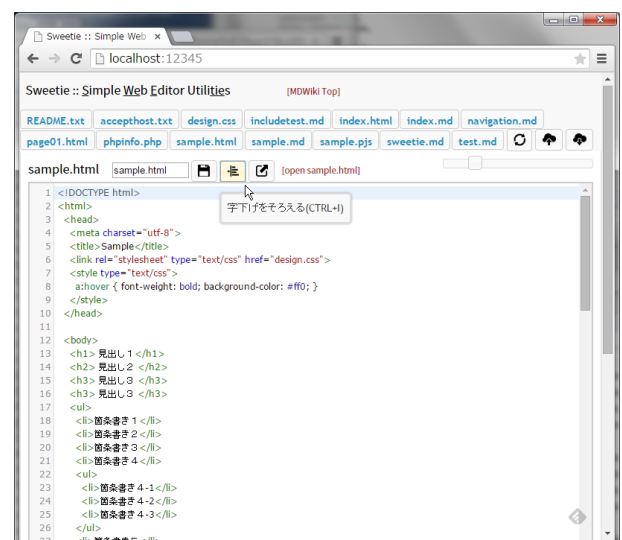 Sweetie :: Simple Web
localhost:12345
Sweetie :: Simple Web Editor Utilities [MDWiki Top]
README.txt accepthost.txt design.css includetest.md index.html index.md navigation.md
page01.html phpinfo.php sample.html sample.md sample.pjs sweetie.md test.md
sample.html sample.html [open sample.html]
字下げをそろえる(CTRL+I)
1 <!DOCTYPE html>
2 <html>
3 <head>
4 <meta charset="utf-8">
5 <title>Sample</title>
6 <link rel="stylesheet" type="text/css" href="design.css">
7 <style type="text/css">
8 a:hover { font-weight: bold; background-color: #ff0; }
9 </style>
10 </head>
11
12 <body>
13 <h1> 見出し１</h1>
14 <h2> 見出し２ </h2>
15 <h3> 見出し３ </h3>
16 <h3> 見出し３ </h3>
17 <ul>
18 <li>箇条書き１</li>
19 <li>箇条書き２</li>
20 <li>箇条書き３</li>
21 <li>箇条書き４</li>
22 <ul>
23 <li>箇条書き４-1</li>
24 <li>箇条書き４-2</li>
25 <li>箇条書き４-3</li>
26 </ul>